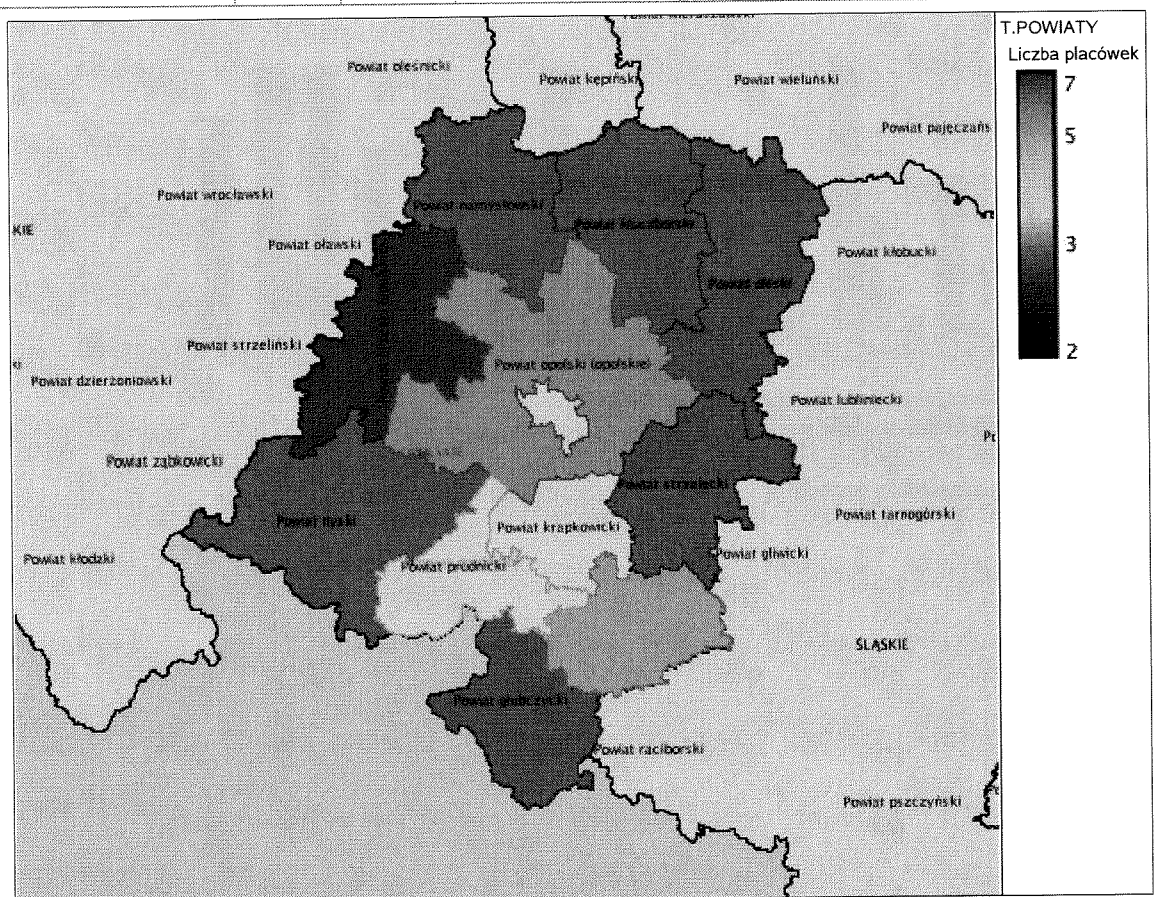 T.POWIATY
Liczba placówek
7
5
3
2
Powiat oleśnicki
Powiat kępiński
Powiat wieluński
Powiat pajęczańs
Powiat wrocławski
Powiat namysłowski
KIE
Powiat kluczborski
Powiat oławski
Powiat kłobucki
Powiat oleski
Powiat strzeliński
Powiat opolski (opolskie)
Powiat dzierżoniowski
Powiat lubliniecki
Powiat ząbkowicki
Powiat strzelecki
Powiat nyski
Powiat krapkowicki
Powiat tarnogórski
Powiat kłodzki
Powiat gliwicki
Powiat prudnicki
ŚLĄSKIE
Powiat głubczycki
Powiat raciborski
Powiat pszczyński